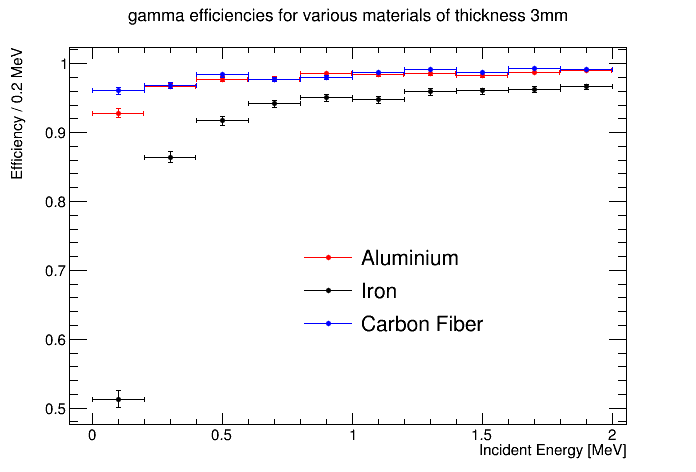 gamma efficiencies for various materials of thickness 3mm
Efficiency / 0.2 MeV
1
0.9
0.8
0.7
0.6
0.5
Aluminium
Iron
Carbon Fiber
0 0.5 1 1.5 2
Incident Energy [MeV]